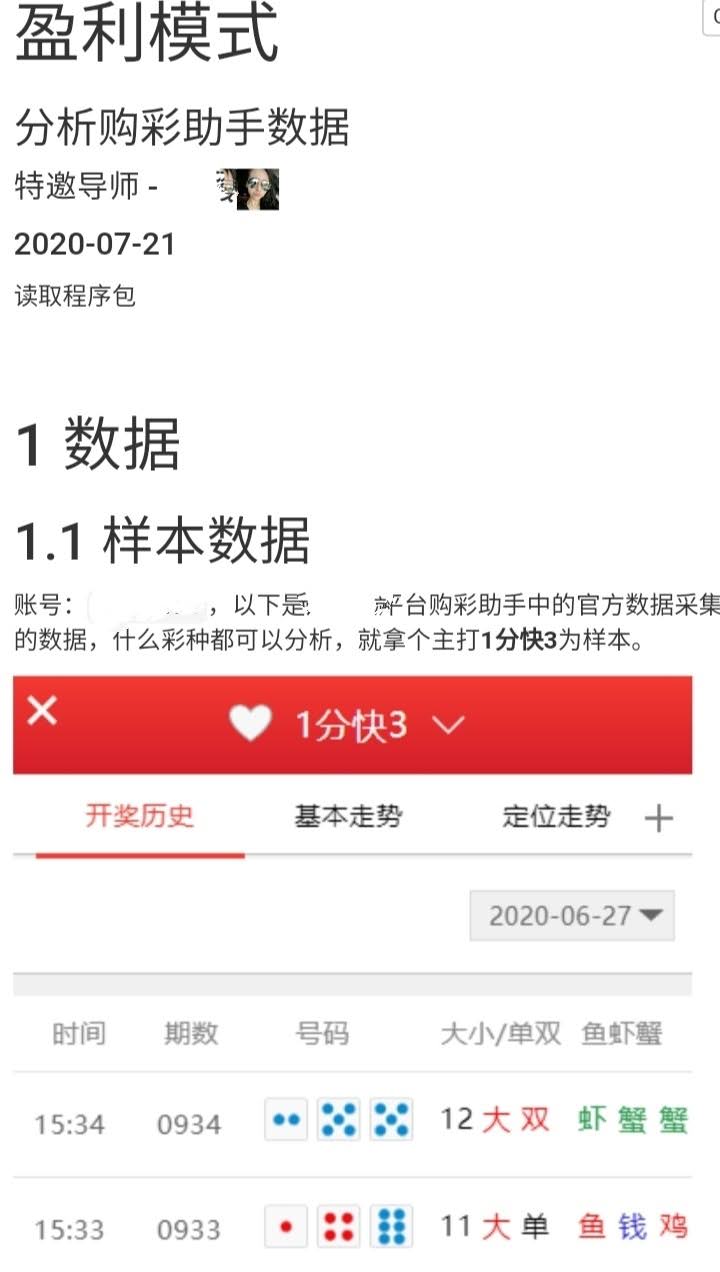 盈利模式
分析购彩助手数据
特邀导师 -
2020-07-21
读取程序包
1 数据
1.1 样本数据
账号： ，以下是 平台购彩助手中的官方数据采集
的数据，什么彩种都可以分析，就拿个主打1分快3为样本。
1分快3
开奖历史 基本走势 定位走势
2020-06-27
时间 期数 号码 大小/单双 鱼虾蟹
15:34 0934 12 大 双 虾 蟹 蟹
15:33 0933 11 大 单 鱼 钱 鸡